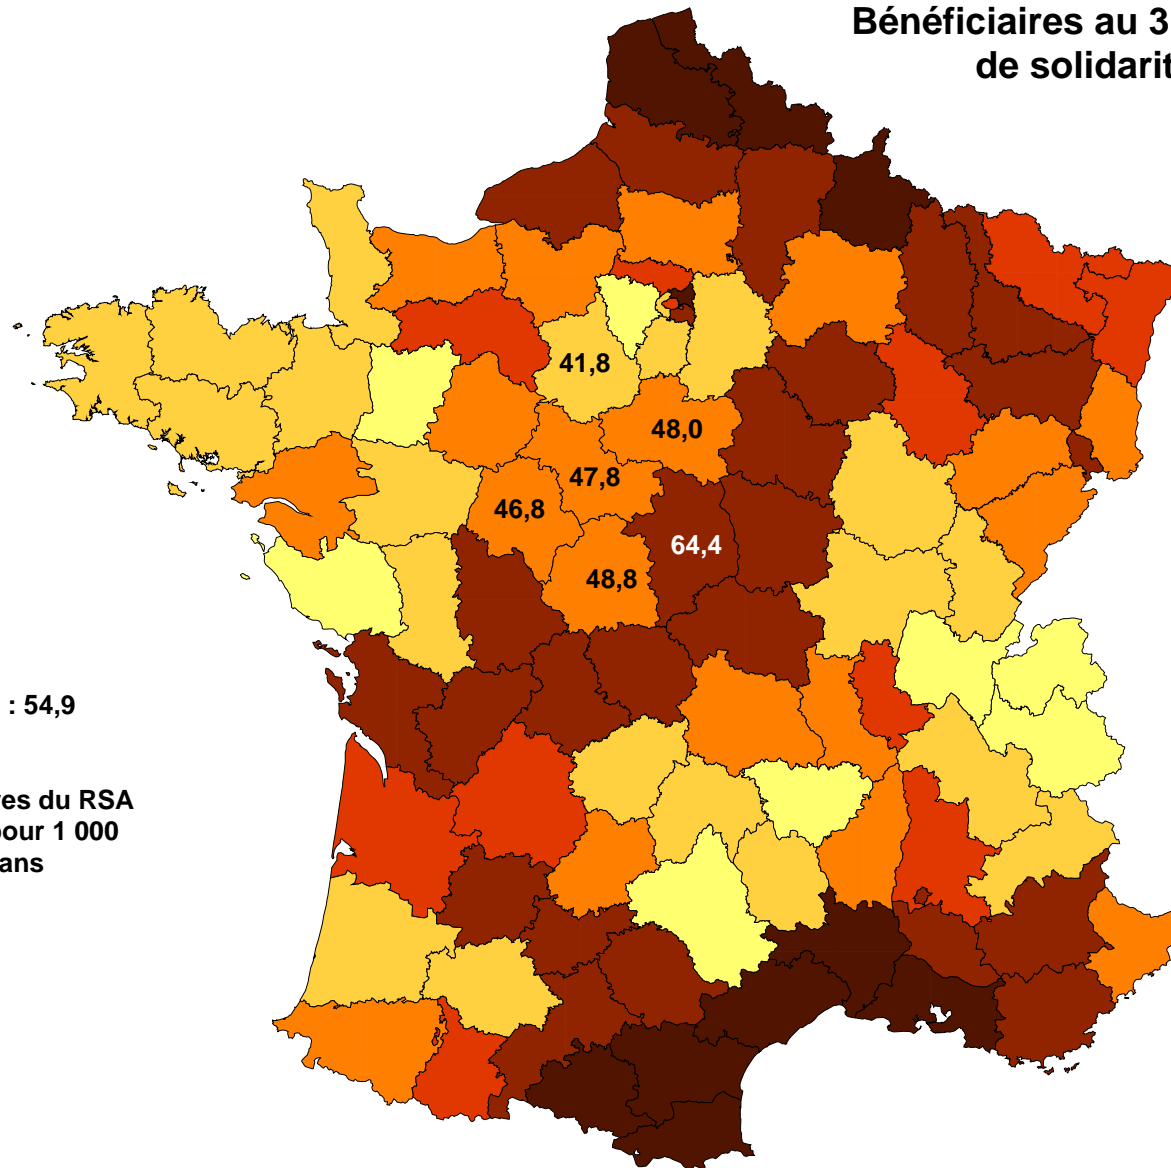 Bénéficiaires au 3
de solidarit
41,8
48,0
47,8
46,8
64,4
48,8
: 54,9
es du RSA
our 1 000
ans